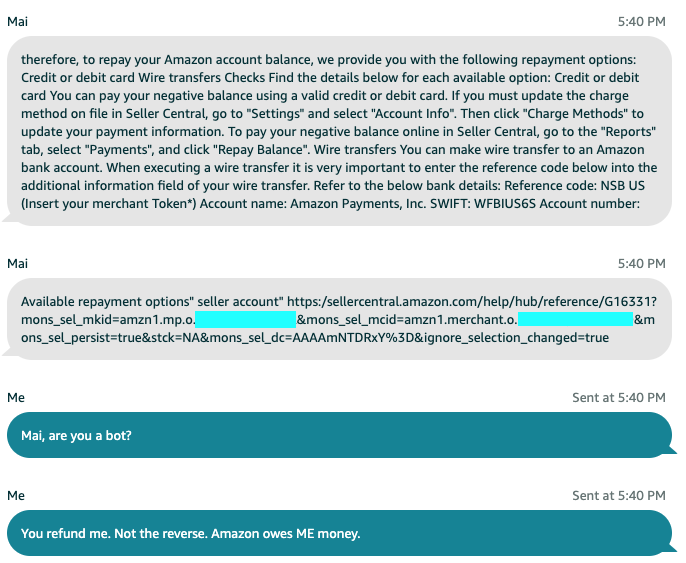 Mai 5:40 PM
therefore, to repay your Amazon account balance, we provide you with the following repayment options:
Credit or debit card Wire transfers Checks Find the details below for each available option: Credit or debit
card You can pay your negative balance using a valid credit or debit card. If you must update the charge
method on file in Seller Central, go to "Settings" and select "Account Info". Then click "Charge Methods" to
update your payment information. To pay your negative balance online in Seller Central, go to the "Reports"
tab, select "Payments", and click "Repay Balance". Wire transfers You can make wire transfer to an Amazon
bank account. When executing a wire transfer it is very important to enter the reference code below into the
additional information field of your wire transfer. Refer to the below bank details: Reference code: NSB US
(Insert your merchant Token*) Account name: Amazon Payments, Inc. SWIFT: WFBIUS6S Account number:
Mai 5:40 PM
Available repayment options" seller account" https:/sellercentral.amazon.com/help/hub/reference/G16331?
mons_sel_mkid=amzn1.mp.o. &mons_sel_mcid=amzn1.merchant.o. &m
ons_sel_persist=true&stck=NA&mons_sel_dc=AAAAmNTDRxY%3D&ignore_selection_changed=true
Me Sent at 5:40 PM
Mai, are you a bot?
Me Sent at 5:40 PM
You refund me. Not the reverse. Amazon owes ME money.